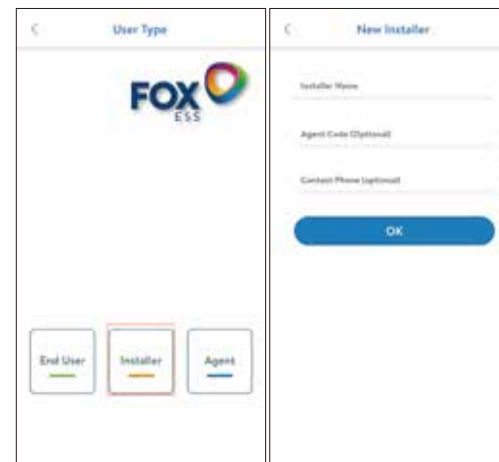 User Type
FOX
ESS
End User
Installer
Agent
New Installer
Installer Name
Agent Code (Optional)
Contact Phone (optional)
OK